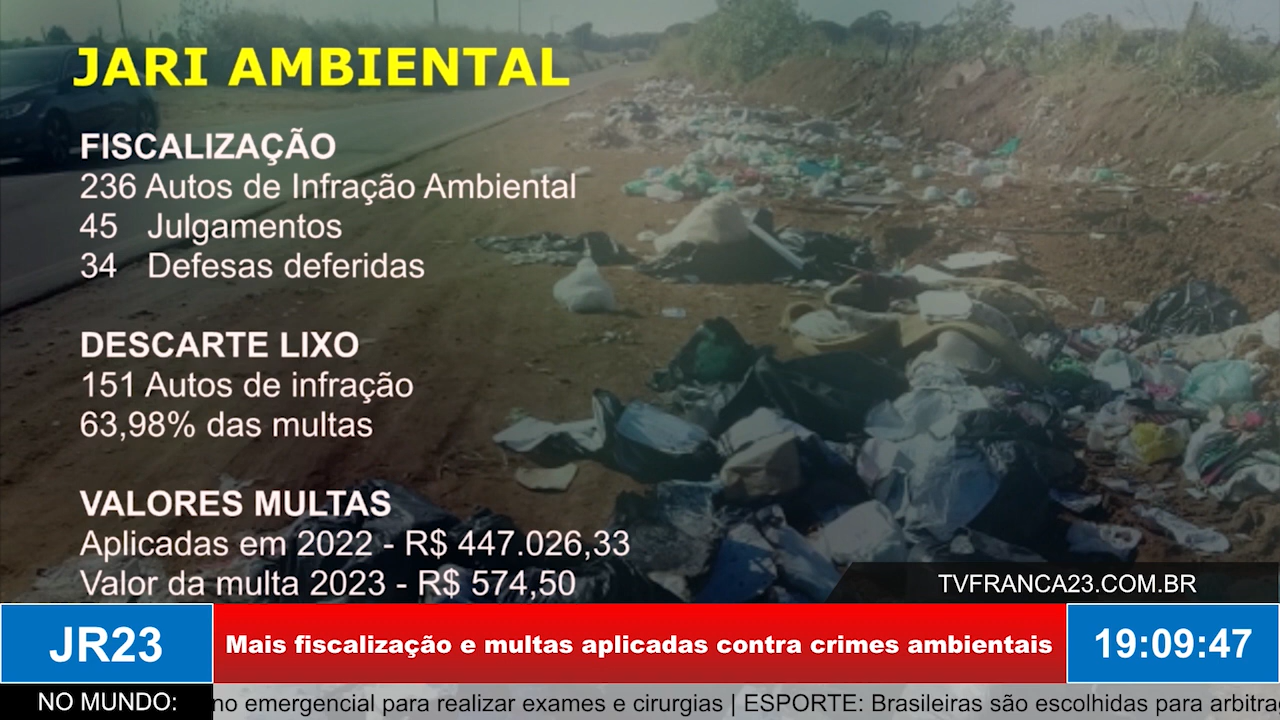 JARI AMBIENTAL
FISCALIZAÇÃO
236 Autos de Infração Ambiental
45 Julgamentos
34 Defesas deferidas
DESCARTE LIXO
151 Autos de infração
63,98% das multas
VALORES MULTAS
Aplicadas em 2022 - R$ 447.026,33
Valor da multa 2023 - R$ 574,50
TVFRANCA23.COM.BR
JR23
Mais fiscalização e multas aplicadas contra crimes ambientais
19:09:47
NO MUNDO:
no emergencial para realizar exames e cirurgias | ESPORTE: Brasileiras são escolhidas para arbitra